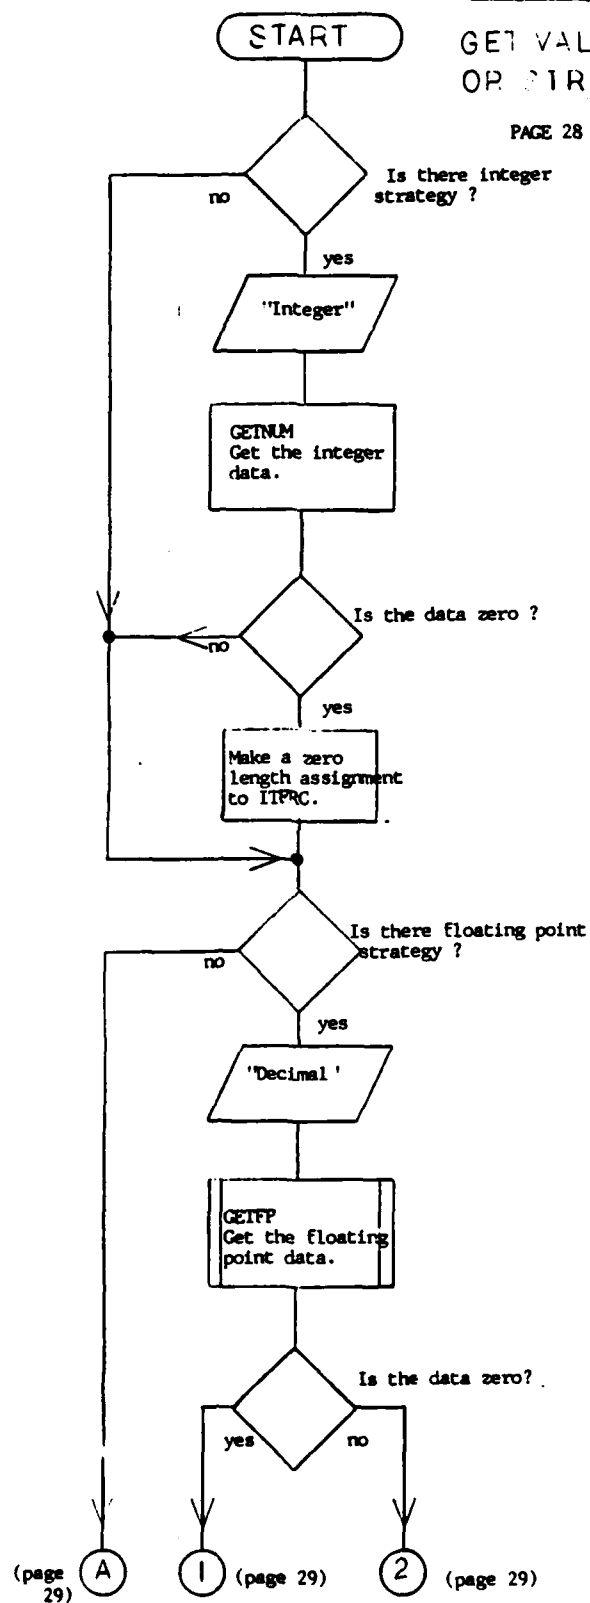 START
GET VAL
OR STR
PAGE 28
Is there integer
strategy ?
no
yes
"Integer"
GETNUM
Get the integer
data.
Is the data zero ?
no
yes
Make a zero
length assignment
to ITFRC.
Is there floating point
strategy ?
no
yes
"Decimal'
GETFP
Get the floating
point data.
Is the data zero?
yes
no
(page
29)
A
1
(page 29)
2
(page 29)